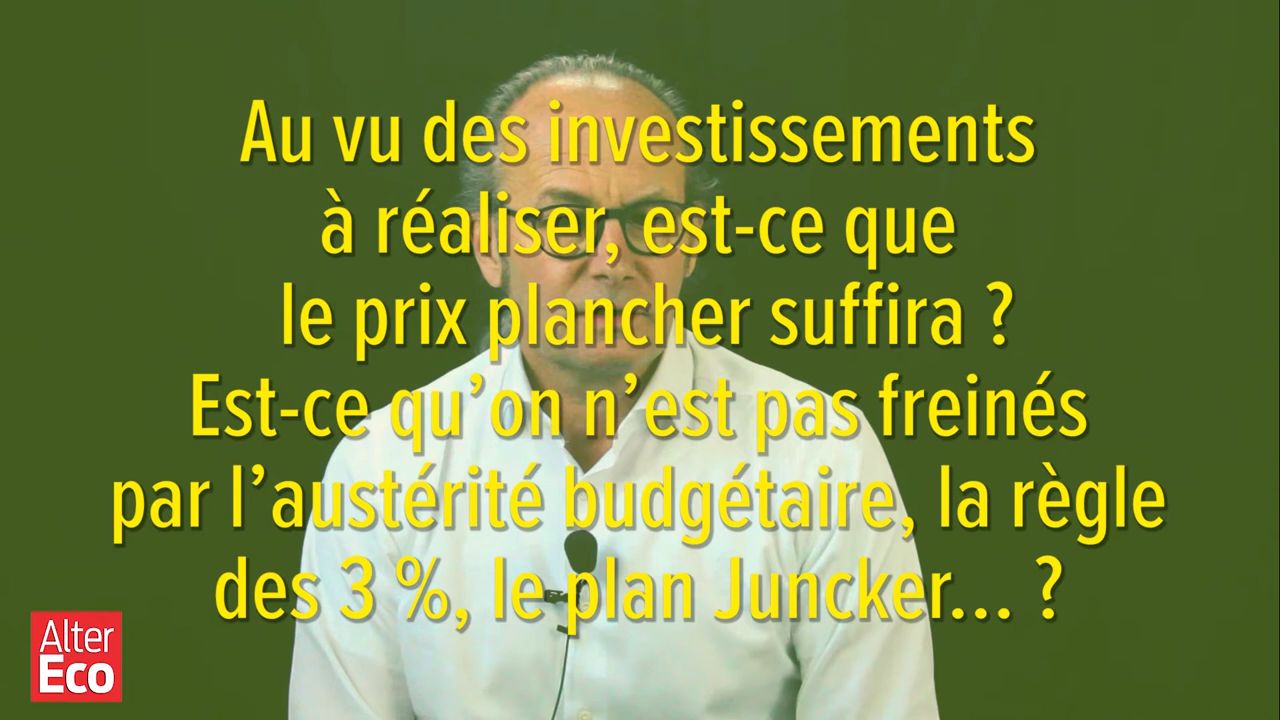 Au vu des investissements
à réaliser, est-ce que
le prix plancher suffira ?
Est-ce qu’on n’est pas freinés
par l’austérité budgétaire, la règle
des 3 %, le plan Juncker... ?
Alter
Eco